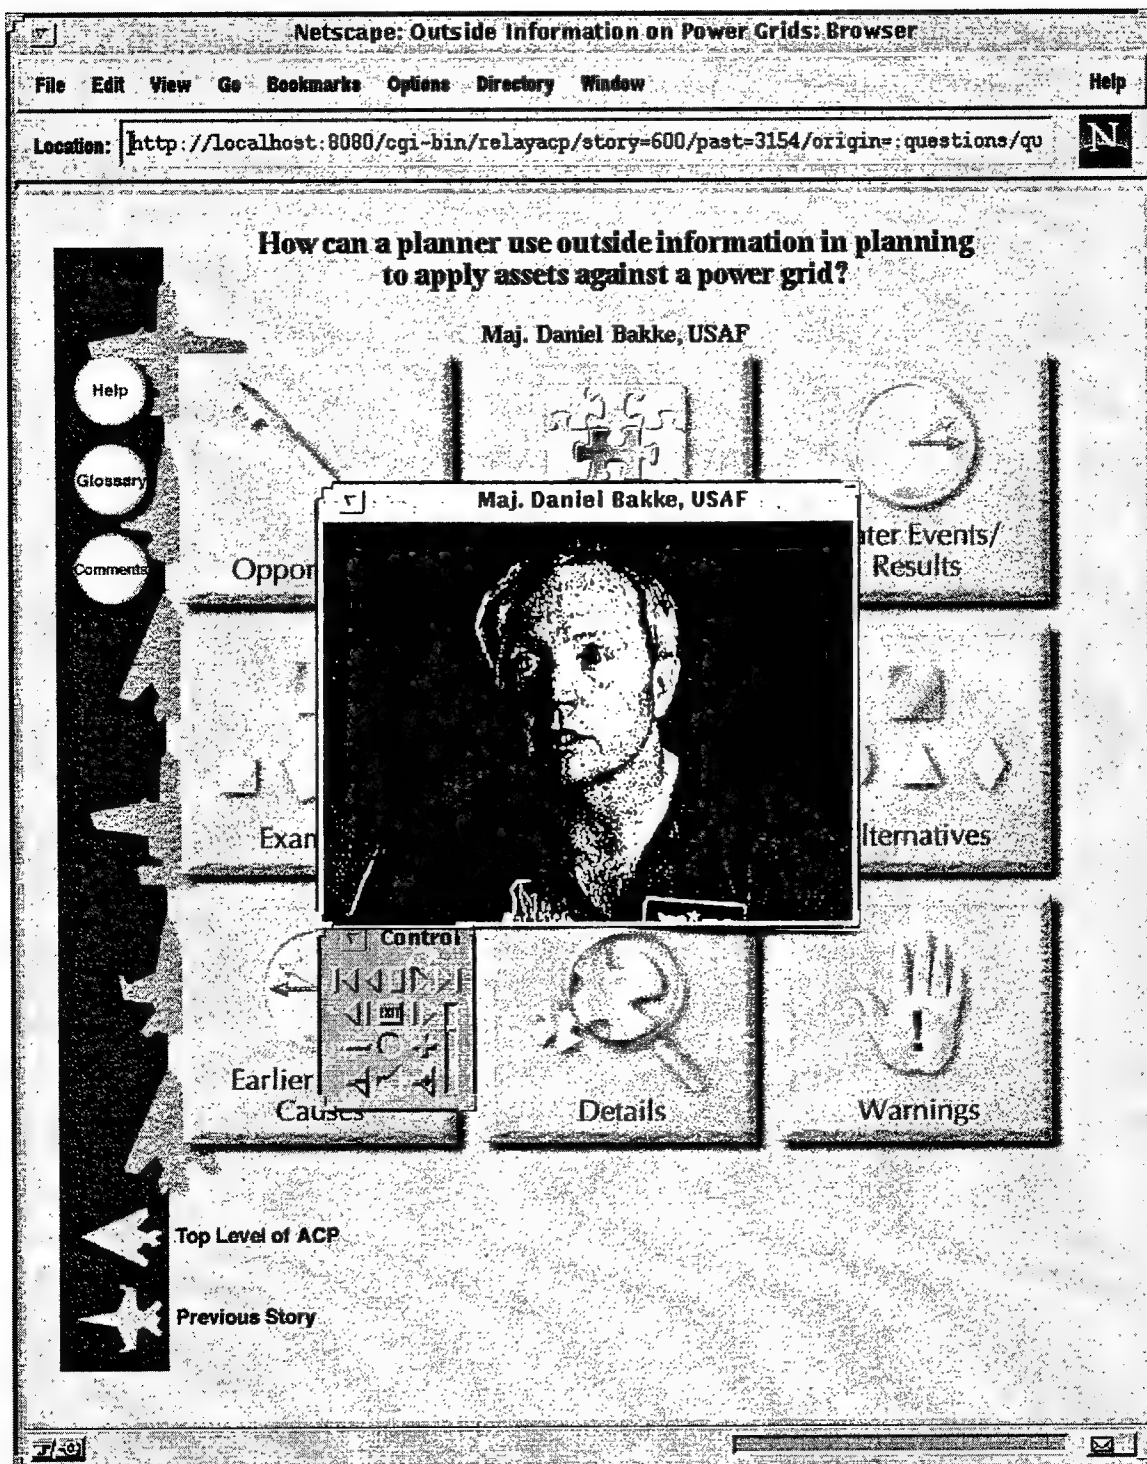 Netscape: Outside Information on Power Grids: Browser
File Edit View Go Bookmarks Options Directory Window Help
Location: http://localhost:8080/cgi-bin/relayacp/story=600/past=3154/origin=:questions/qu
N
How can a planner use outside information in planning
to apply assets against a power grid?
Maj. Daniel Bakke, USAF
Help
Glossary
Comments
Maj. Daniel Bakke, USAF
Oppor
ater Events/
Results
Exan
lternatives
Control
EXIT
Earlier
Causes
Details
!
Warnings
Top Level of ACP
Previous Story